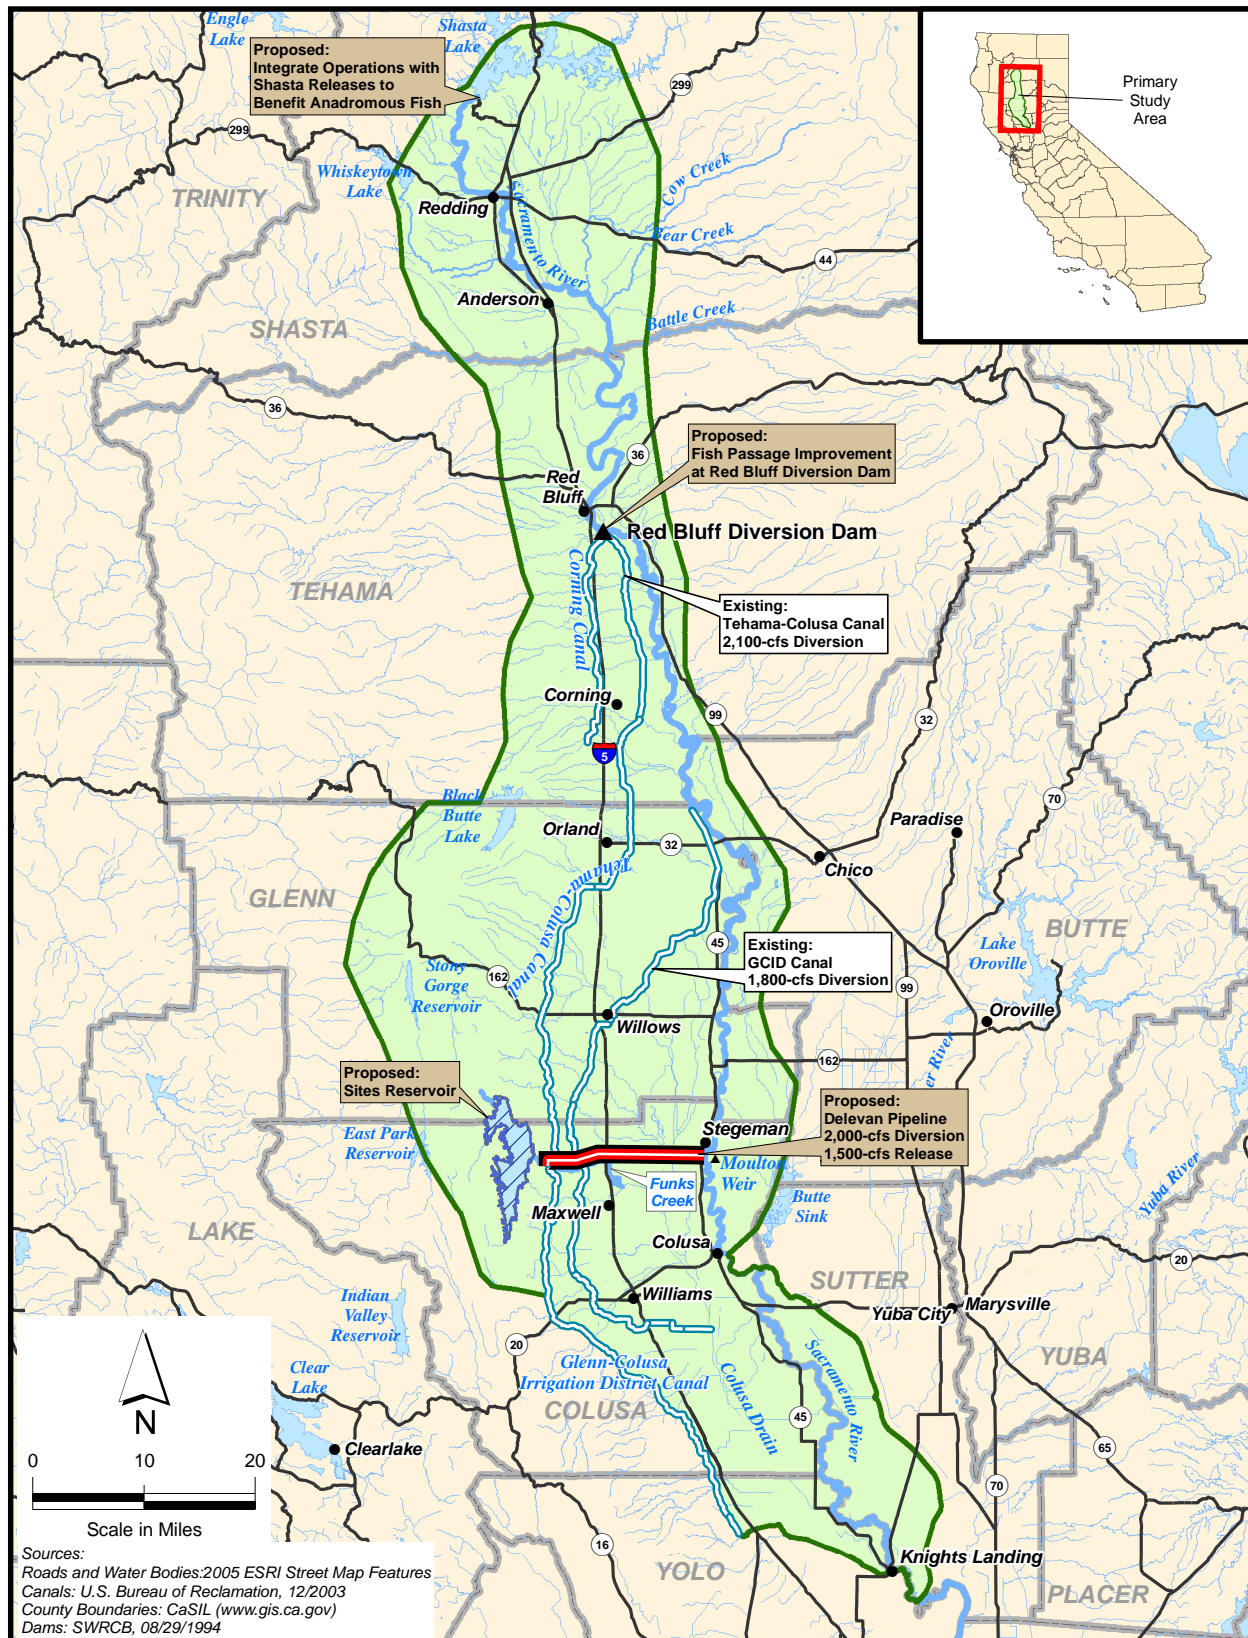 Engle
Lake
Shasta
Lake
Proposed:
Integrate Operations with
Shasta Releases to
Benefit Anadromous Fish
299
299
Primary
Study
Area
Whiskeytown
Lake
TRINITY
Redding
Sacramento River
Cow Creek
Bear Creek
44
Anderson
SHASTA
Battle Creek
36
Proposed:
Fish Passage Improvement
at Red Bluff Diversion Dam
36
Red
Bluff
Red Bluff Diversion Dam
Corning Canal
TEHAMA
Existing:
Tehama-Colusa Canal
2,100-cfs Diversion
Corning
99
32
5
Black
Butte
Lake
70
Paradise
Orland
32
Chico
Tehama-Colusa Canal
GLENN
BUTTE
45
Existing:
GCID Canal
1,800-cfs Diversion
Lake
Oroville
Stony
Gorge
Reservoir
162
99
Oroville
Willows
162
er River
Proposed:
Sites Reservoir
Proposed:
Delevan Pipeline
2,000-cfs Diversion
1,500-cfs Release
Stegeman
East Park
Reservoir
Moulton
Weir
Funks
Creek
Butte
Sink
Yuba River
Maxwell
LAKE
Colusa
20
SUTTER
Indian
Valley
Reservoir
Williams
Yuba City
Marysville
20
Sacramento River
YUBA
Glenn-Colusa
Irrigation District Canal
Clear
Lake
COLUSA
Colusa Drain
45
N
Clearlake
65
0
10
20
70
Scale in Miles
16
Knights Landing
YOLO
PLACER
Sources:
Roads and Water Bodies:2005 ESRI Street Map Features
Canals: U.S. Bureau of Reclamation, 12/2003
County Boundaries: CaSIL (www.gis.ca.gov)
Dams: SWRCB, 08/29/1994